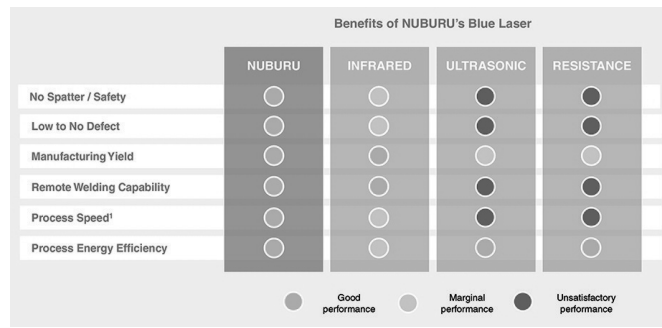 Benefits of NUBURU's Blue Laser
NUBURU INFRARED ULTRASONIC RESISTANCE
No Spatter / Safety
Low to No Defect
Manufacturing Yield
Remote Welding Capability
Process Speed¹
Process Energy Efficiency
Good performance
Marginal performance
Unsatisfactory performance